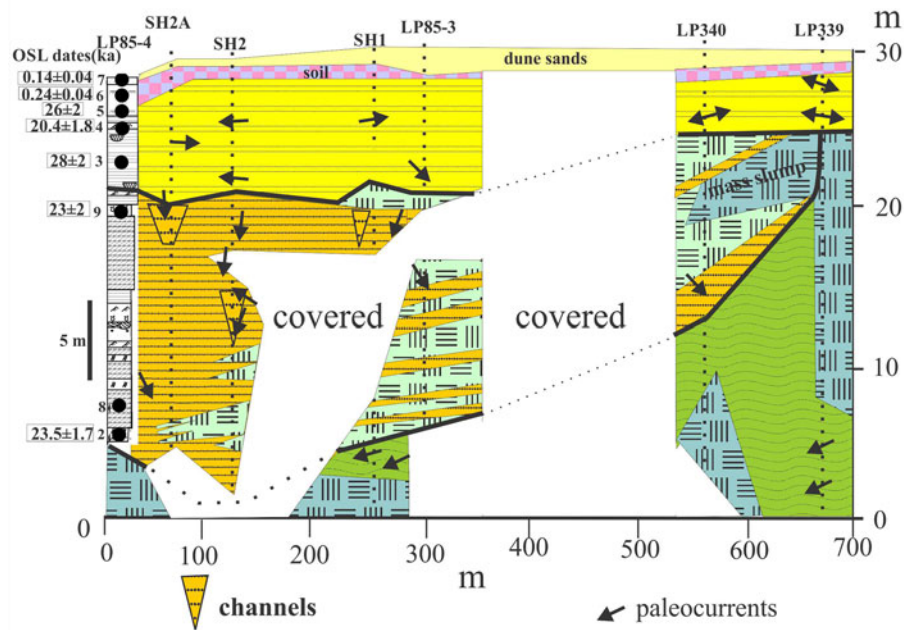 m
SH2A
SH1
LP85-3
LP340
LP339
OSL dates(ka)
LP85-4
SH2
30
dune sands
soil
0.14±0.04 7
0.24±0.04 6
26±2 5
20.4±1.8 4
28±2 3
mass slump
23±2 9
20
covered
covered
5 m
10
8
23.5±1.7 2
0
0
0
100
200
300
400
500
600
700
m
channels
paleocurrents